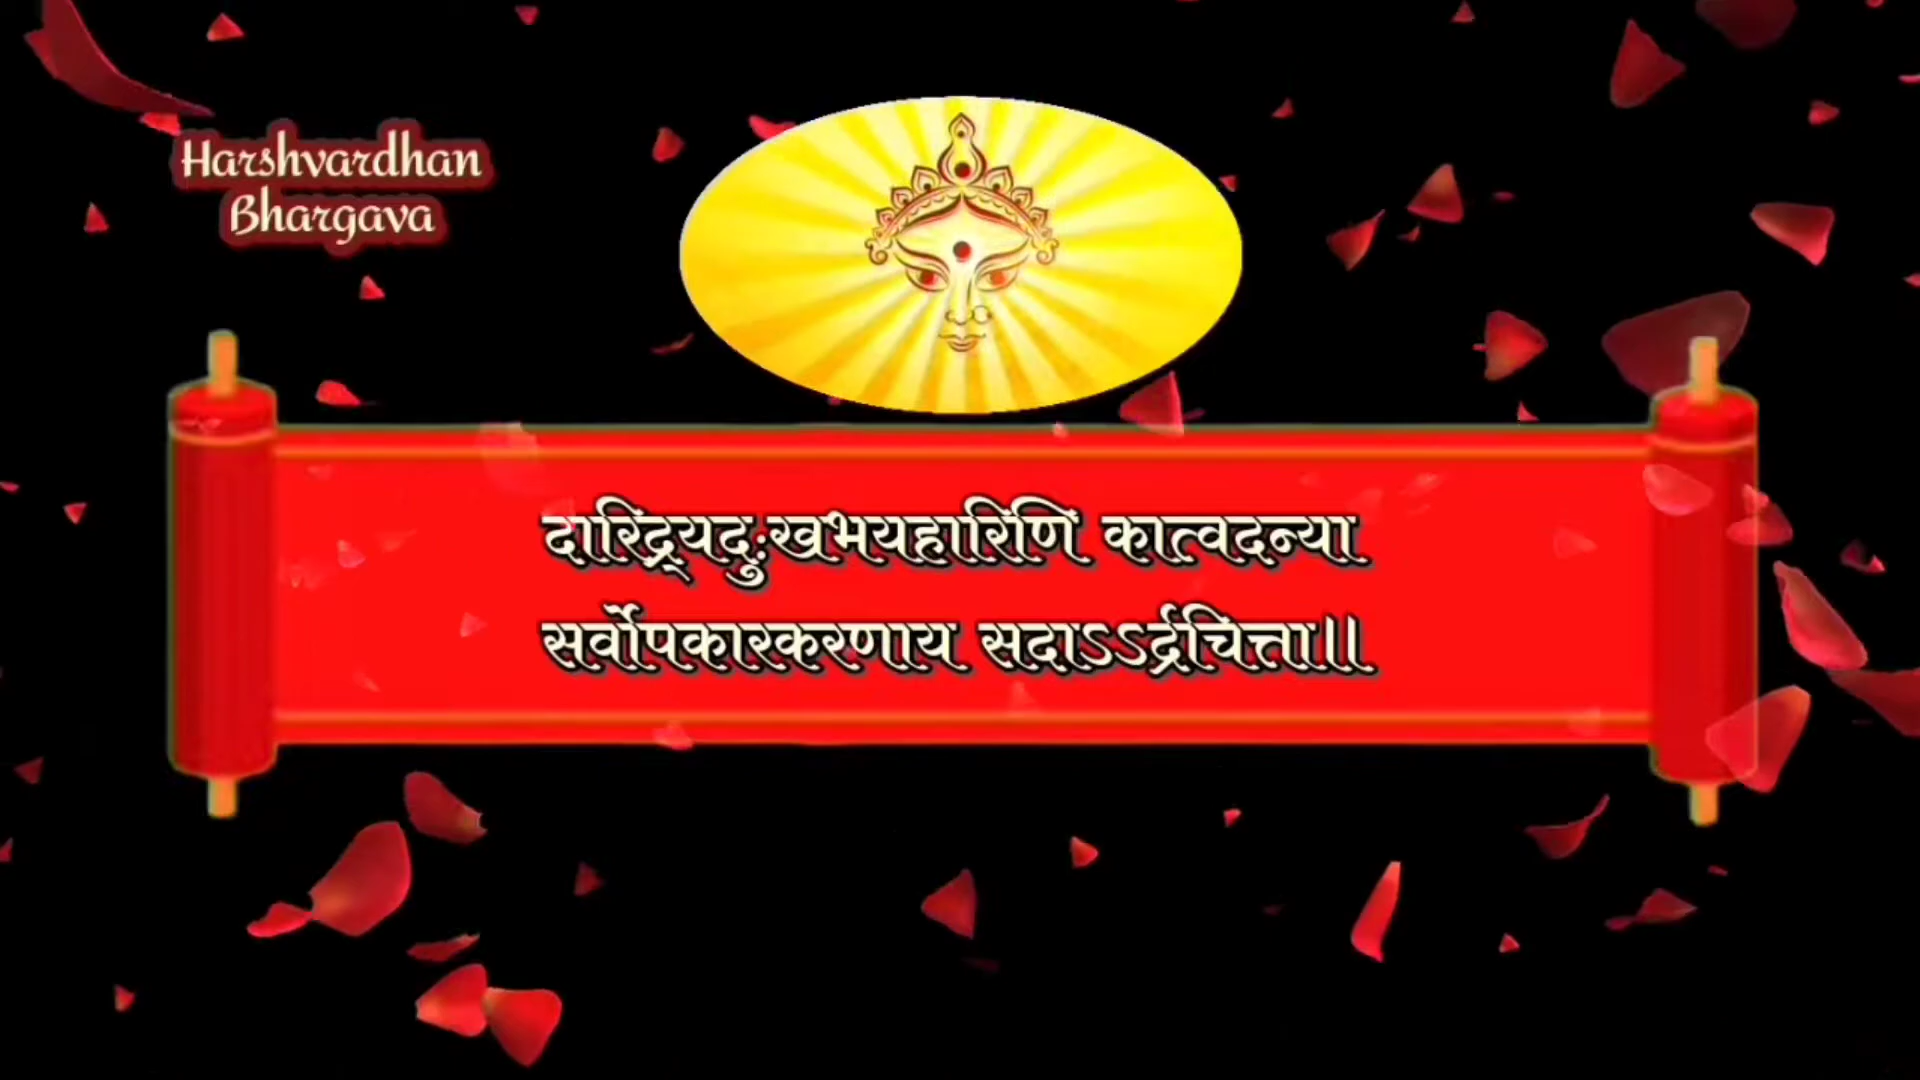 Harshvardhan
Bhargava
दारिद्र्यदुःखभयहारिणि कात्वदन्या
सर्वोपकारकरणाय सदाऽऽर्द्रचित्ता।।